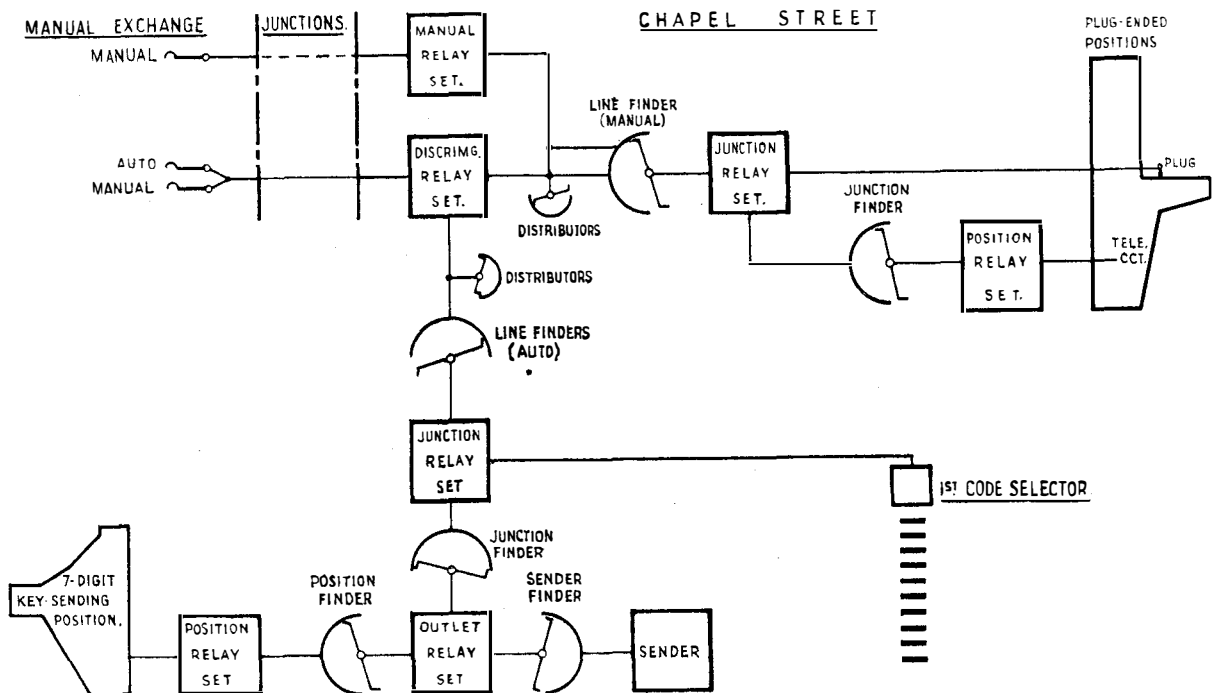 MANUAL EXCHANGE
JUNCTIONS.
CHAPEL STREET
PLUG-ENDED
POSITIONS
MANUAL
MANUAL
RELAY
SET.
LINE FINDER
(MANUAL)
AUTO
MANUAL
DISCRIMG.
RELAY
SET.
DISTRIBUTORS
JUNCTION
RELAY
SET.
JUNCTION
FINDER
POSITION
RELAY
SET.
PLUG
TELE.
CCT.
DISTRIBUTORS
LINE FINDERS
(AUTO)
JUNCTION
RELAY
SET
1ST CODE SELECTOR
JUNCTION
FINDER
7-DIGIT
KEY-SENDING
POSITION.
POSITION
RELAY
SET
POSITION
FINDER
OUTLET
RELAY
SET
SENDER
FINDER
SENDER